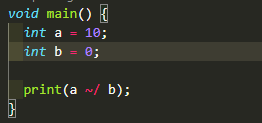 void main() {
  int a = 10;
  int b = 0;

  print(a ~/ b);
}